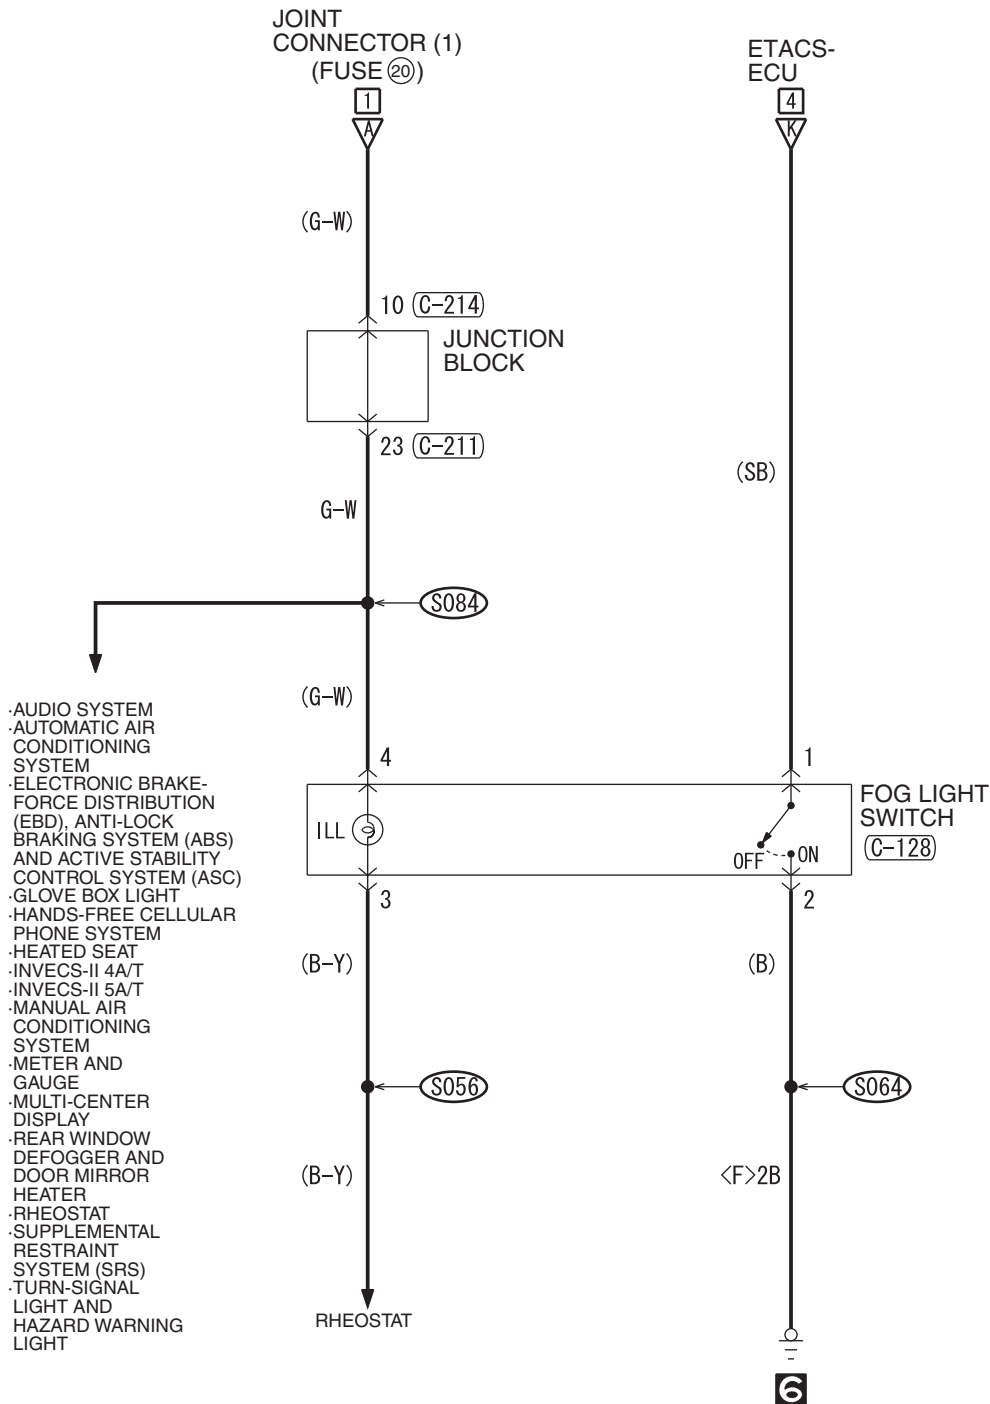 JOINT
CONNECTOR (1)
(FUSE ⑳)
1
A
ETACS-
ECU
4
K
(G-W)
10 (C-214)
JUNCTION
BLOCK
23 (C-211)
(SB)
G-W
S084
(G-W)
·AUDIO SYSTEM
·AUTOMATIC AIR
CONDITIONING
SYSTEM
·ELECTRONIC BRAKE-
FORCE DISTRIBUTION
(EBD), ANTI-LOCK
BRAKING SYSTEM (ABS)
AND ACTIVE STABILITY
CONTROL SYSTEM (ASC)
·GLOVE BOX LIGHT
·HANDS-FREE CELLULAR
PHONE SYSTEM
·HEATED SEAT
·INVECS-II 4A/T
·INVECS-II 5A/T
·MANUAL AIR
CONDITIONING
SYSTEM
·METER AND
GAUGE
·MULTI-CENTER
DISPLAY
·REAR WINDOW
DEFOGGER AND
DOOR MIRROR
HEATER
·RHEOSTAT
·SUPPLEMENTAL
RESTRAINT
SYSTEM (SRS)
·TURN-SIGNAL
LIGHT AND
HAZARD WARNING
LIGHT
4
1
ILL
OFF
ON
FOG LIGHT
SWITCH
(C-128)
3
2
(B-Y)
(B)
S056
S064
(B-Y)
<F>2B
RHEOSTAT
6